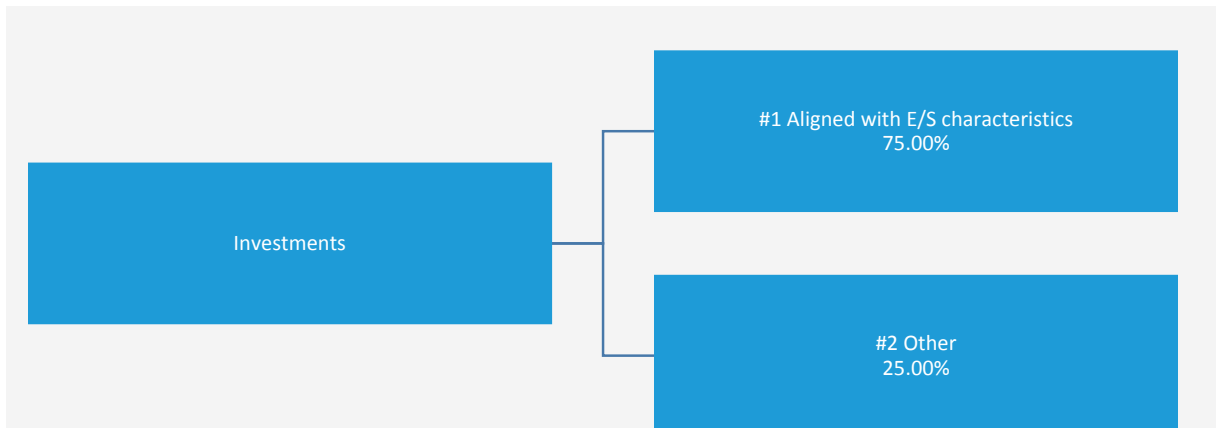 #1 Aligned with E/S characteristics
75.00%
Investments
#2 Other
25.00%